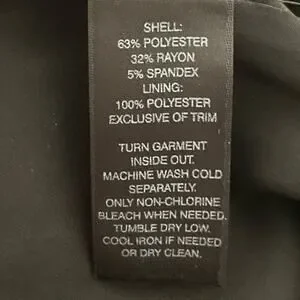 SHELL:
63% POLYESTER
32% RAYON
5% SPANDEX
LINING:
100% POLYESTER
EXCLUSIVE OF TRIM
TURN GARMENT
INSIDE OUT.
MACHINE WASH COLD
SEPARATELY.
ONLY NON-CHLORINE
BLEACH WHEN NEEDED.
TUMBLE DRY LOW.
COOL IRON IF NEEDED
OR DRY CLEAN.